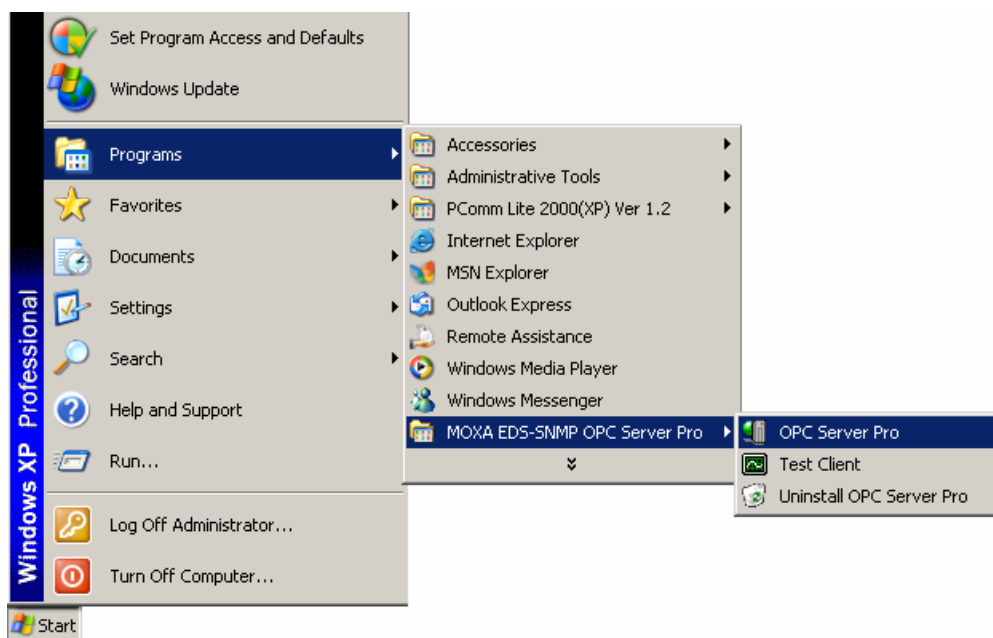 Set Program Access and Defaults
Windows Update
Programs
Favorites
Documents
Settings
Search
Help and Support
Run...
Log Off Administrator...
Turn Off Computer...
Windows XP Professional
Start
Accessories
Administrative Tools
PComm Lite 2000(XP) Ver 1.2
Internet Explorer
MSN Explorer
Outlook Express
Remote Assistance
Windows Media Player
Windows Messenger
MOXA EDS-SNMP OPC Server Pro
OPC Server Pro
Test Client
Uninstall OPC Server Pro